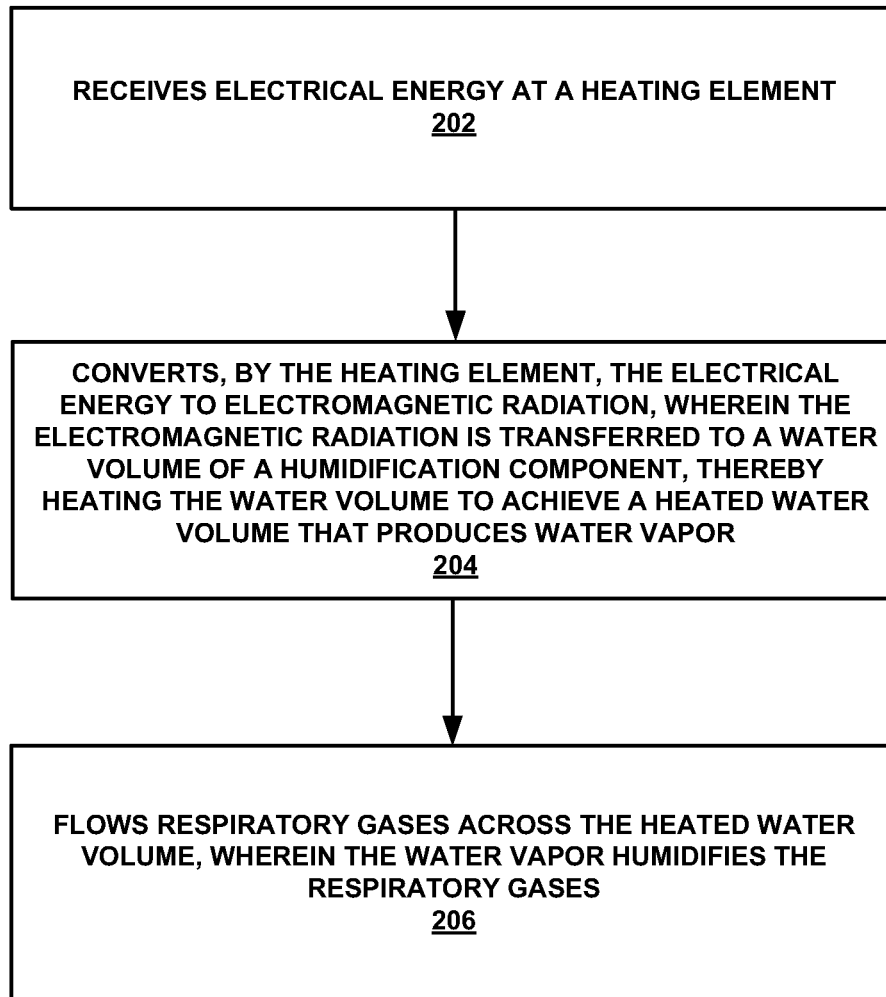 RECEIVES ELECTRICAL ENERGY AT A HEATING ELEMENT
202
CONVERTS, BY THE HEATING ELEMENT, THE ELECTRICAL
ENERGY TO ELECTROMAGNETIC RADIATION, WHEREIN THE
ELECTROMAGNETIC RADIATION IS TRANSFERRED TO A WATER
VOLUME OF A HUMIDIFICATION COMPONENT, THEREBY
HEATING THE WATER VOLUME TO ACHIEVE A HEATED WATER
VOLUME THAT PRODUCES WATER VAPOR
204
FLOWS RESPIRATORY GASES ACROSS THE HEATED WATER
VOLUME, WHEREIN THE WATER VAPOR HUMIDIFIES THE
RESPIRATORY GASES
206